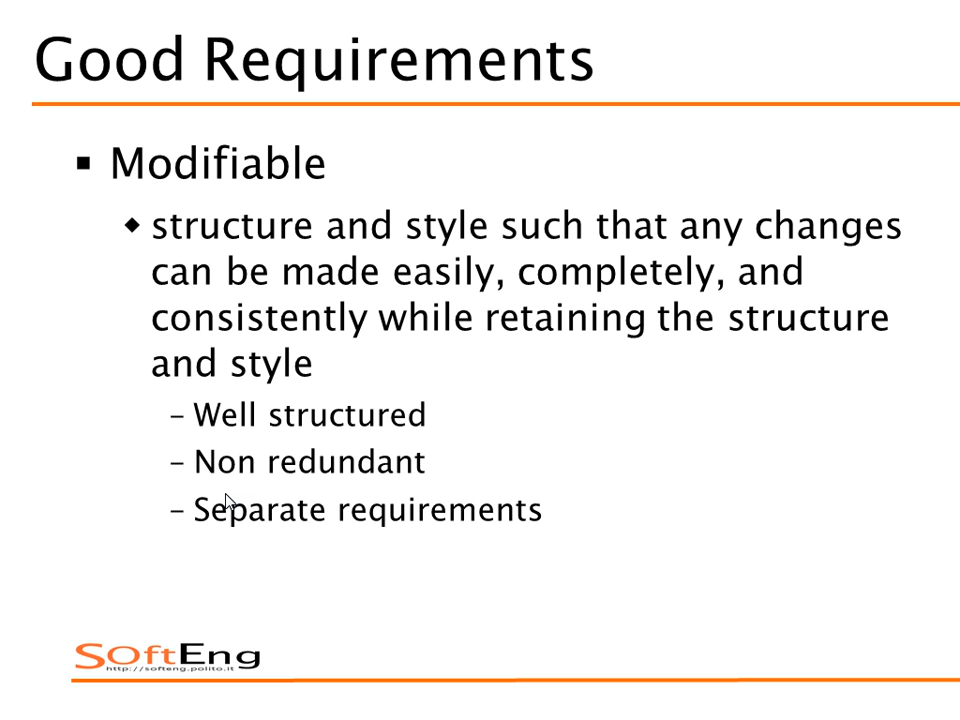 Good Requirements
▪ Modifiable
◆ structure and style such that any changes
can be made easily, completely, and
consistently while retaining the structure
and style
– Well structured
– Non redundant
– Separate requirements
SOftEng
http://softeng.polito.it